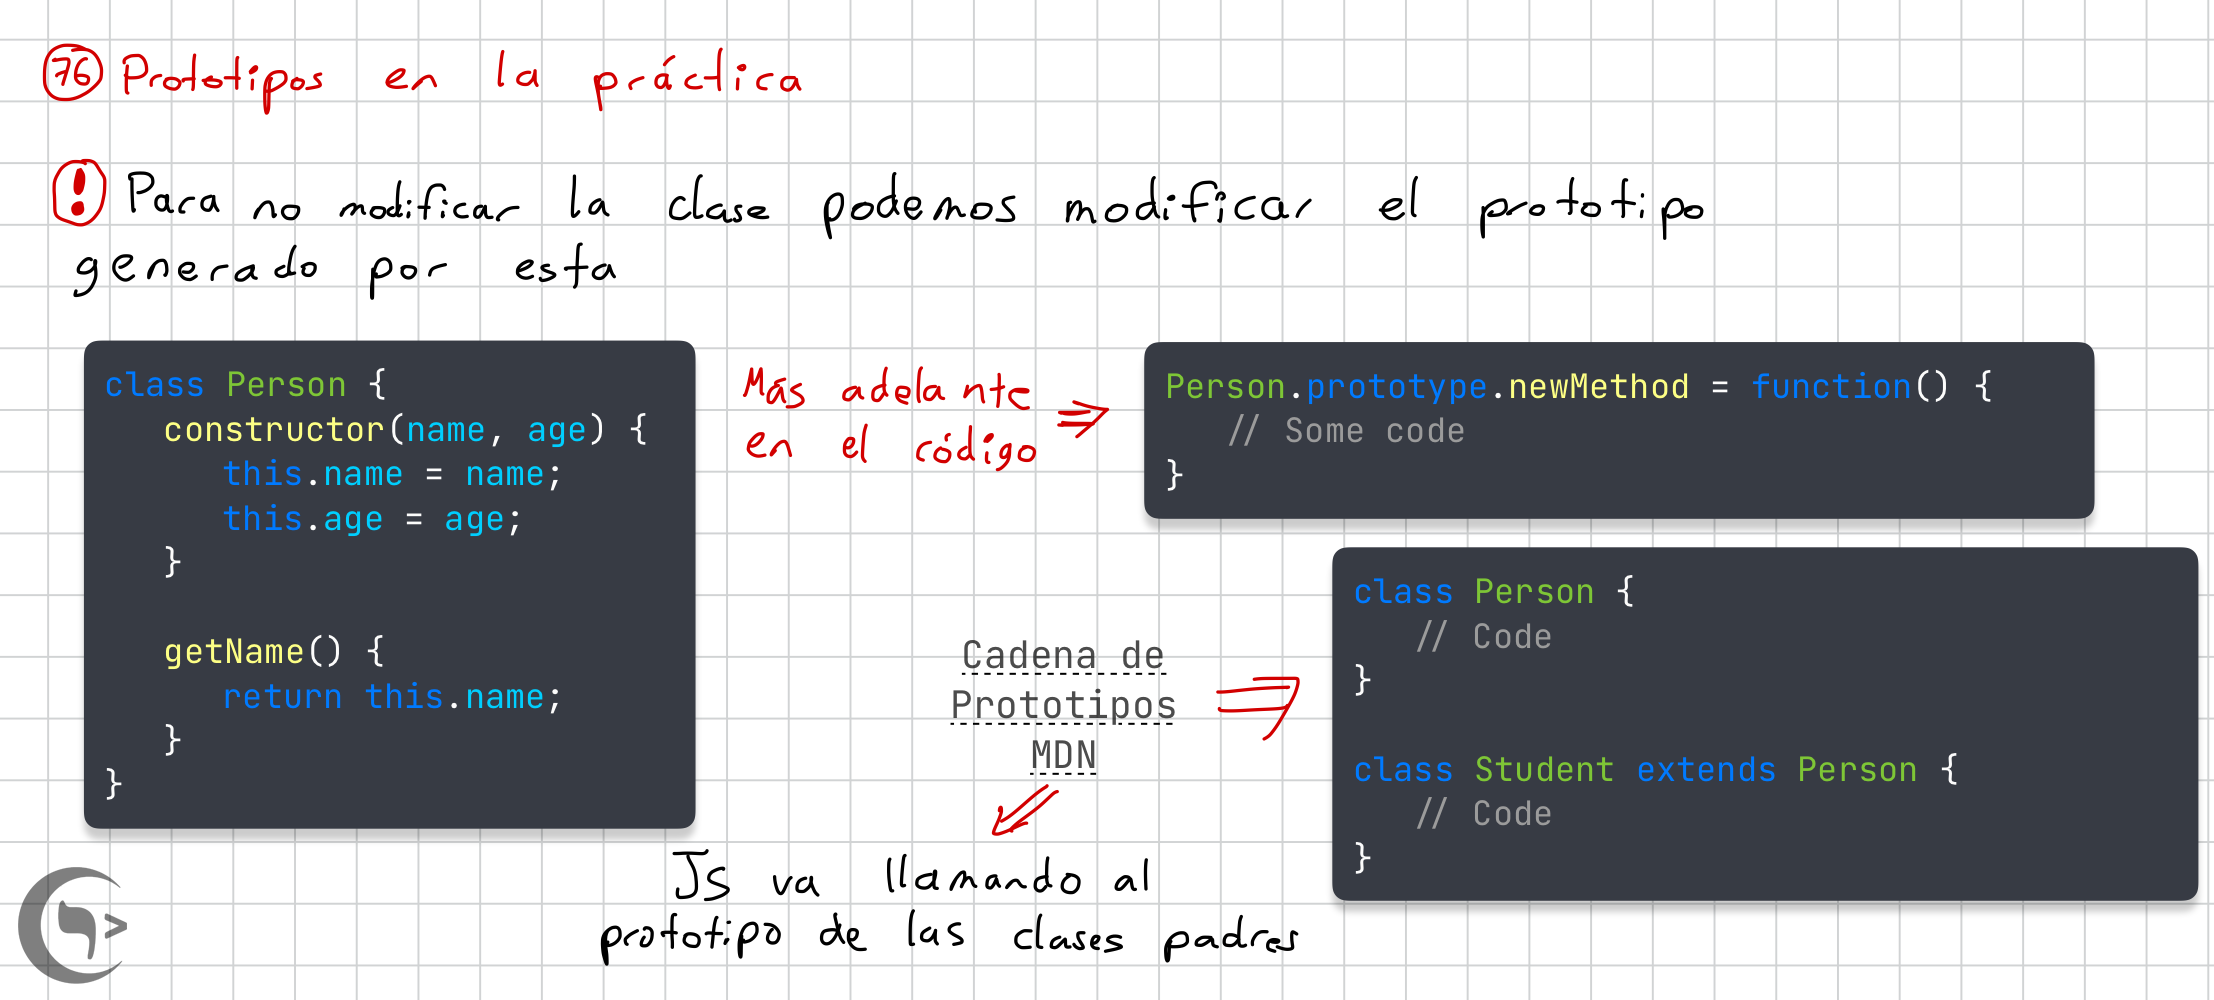 76 Prototipos en la práctica
! Para no modificar la clase podemos modificar el prototipo
generado por esta
class Person {
constructor(name, age) {
this.name = name;
this.age = age;
}
getName() {
return this.name;
}
}
Más adelante
en el código
Person.prototype.newMethod = function() {
// Some code
}
Cadena de
Prototipos
MDN
class Person {
// Code
}
class Student extends Person {
// Code
}
JS va llamando al
prototipo de las clases padres